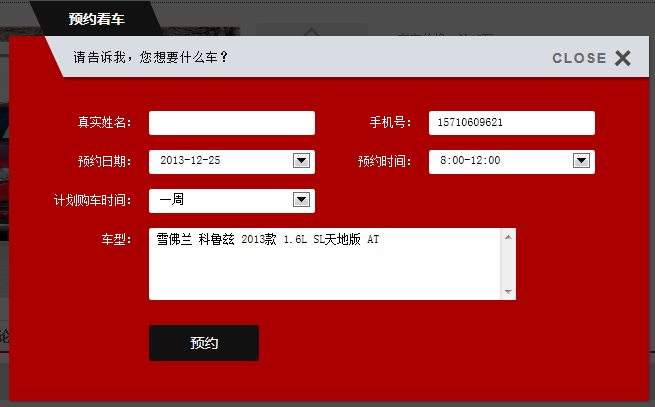 预约看车
请告诉我，您想要什么车？ CLOSE
真实姓名： 手机号： 15710609621
预约日期： 2013-12-25 预约时间： 8:00-12:00
计划购车时间： 一周
车型： 雪佛兰 科鲁兹 2013款 1.6L SL天地版 AT
预约
论